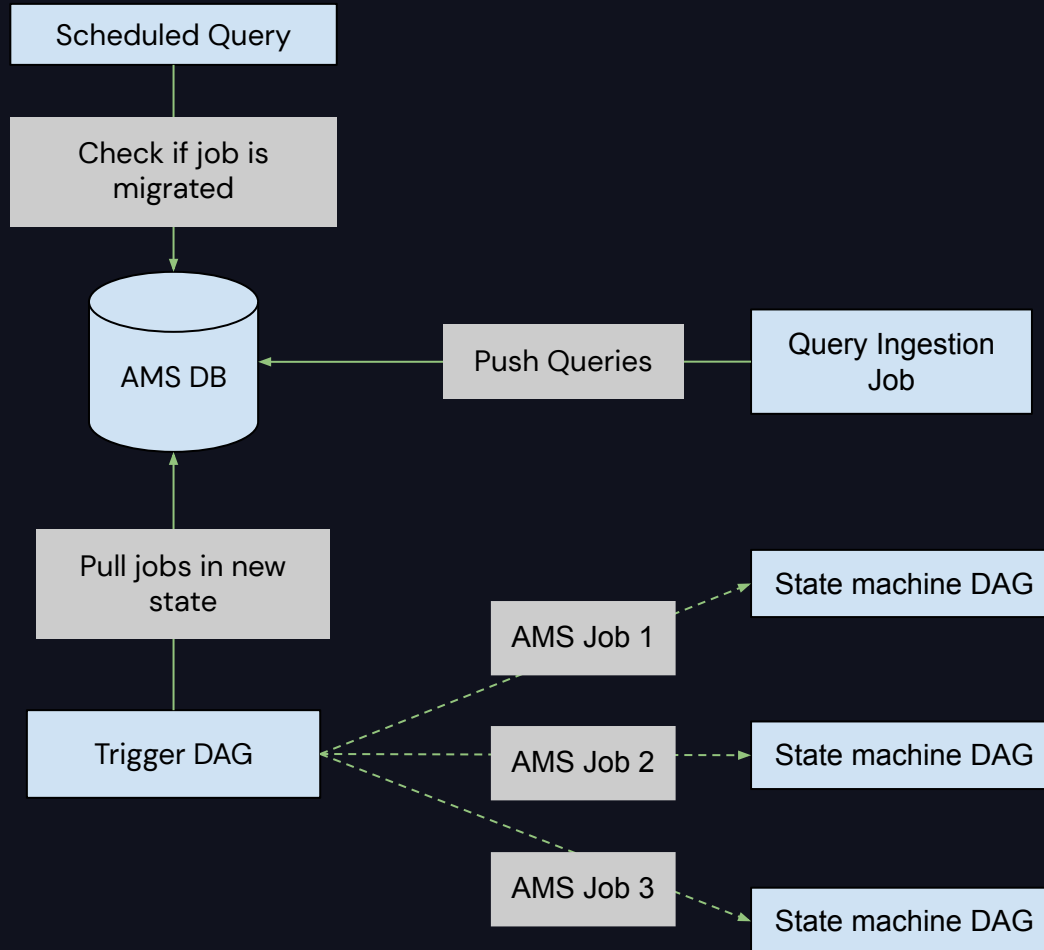 Scheduled Query
Check if job is
migrated
AMS DB
Push Queries
Query Ingestion
Job
Pull jobs in new
state
Trigger DAG
AMS Job 1
State machine DAG
AMS Job 2
State machine DAG
AMS Job 3
State machine DAG